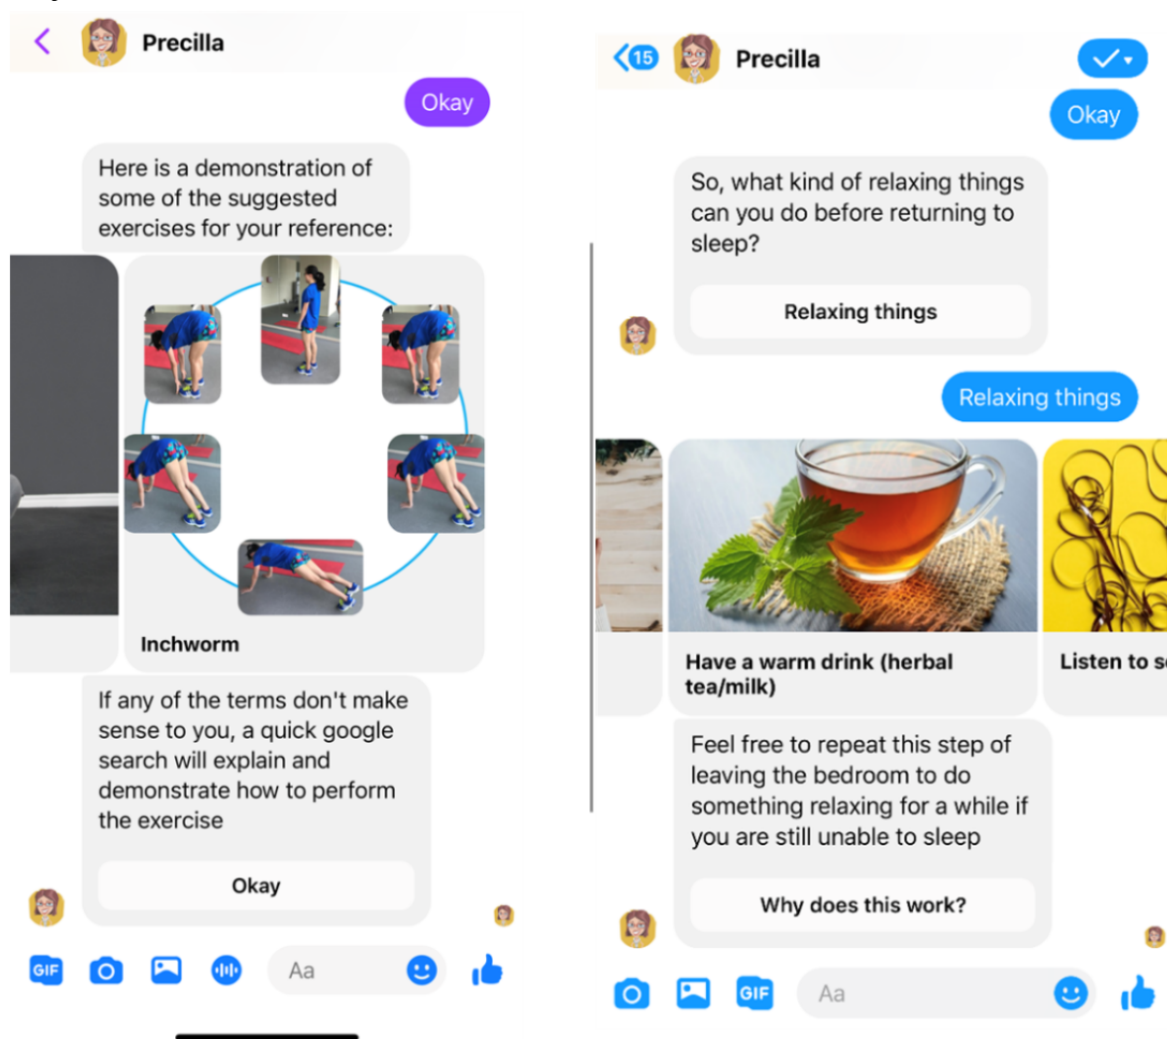 Precilla
Okay
Here is a demonstration of
some of the suggested
exercises for your reference:
Inchworm
If any of the terms don't make
sense to you, a quick google
search will explain and
demonstrate how to perform
the exercise
Okay
GIF
Aa
15
Precilla
Okay
So, what kind of relaxing things
can you do before returning to
sleep?
Relaxing things
Relaxing things
Have a warm drink (herbal
tea/milk)
Listen to
Feel free to repeat this step of
leaving the bedroom to do
something relaxing for a while if
you are still unable to sleep
Why does this work?
GIF
Aa